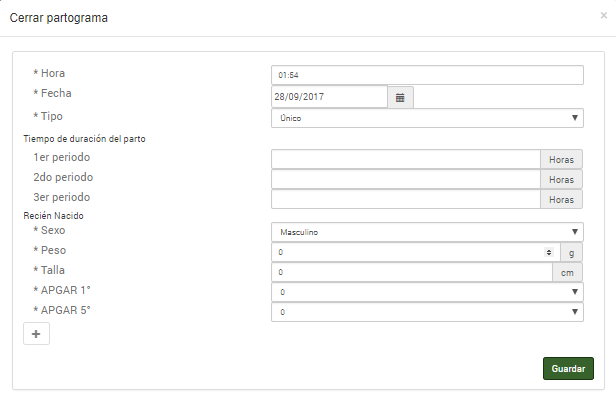 Cerrar partograma ×
* Hora 01:54
* Fecha 28/09/2017
* Tipo Único
Tiempo de duración del parto
1er periodo Horas
2do periodo Horas
3er periodo Horas
Recién Nacido
* Sexo Masculino
* Peso 0 g
* Talla 0 cm
* APGAR 1° 0
* APGAR 5° 0
+
Guardar